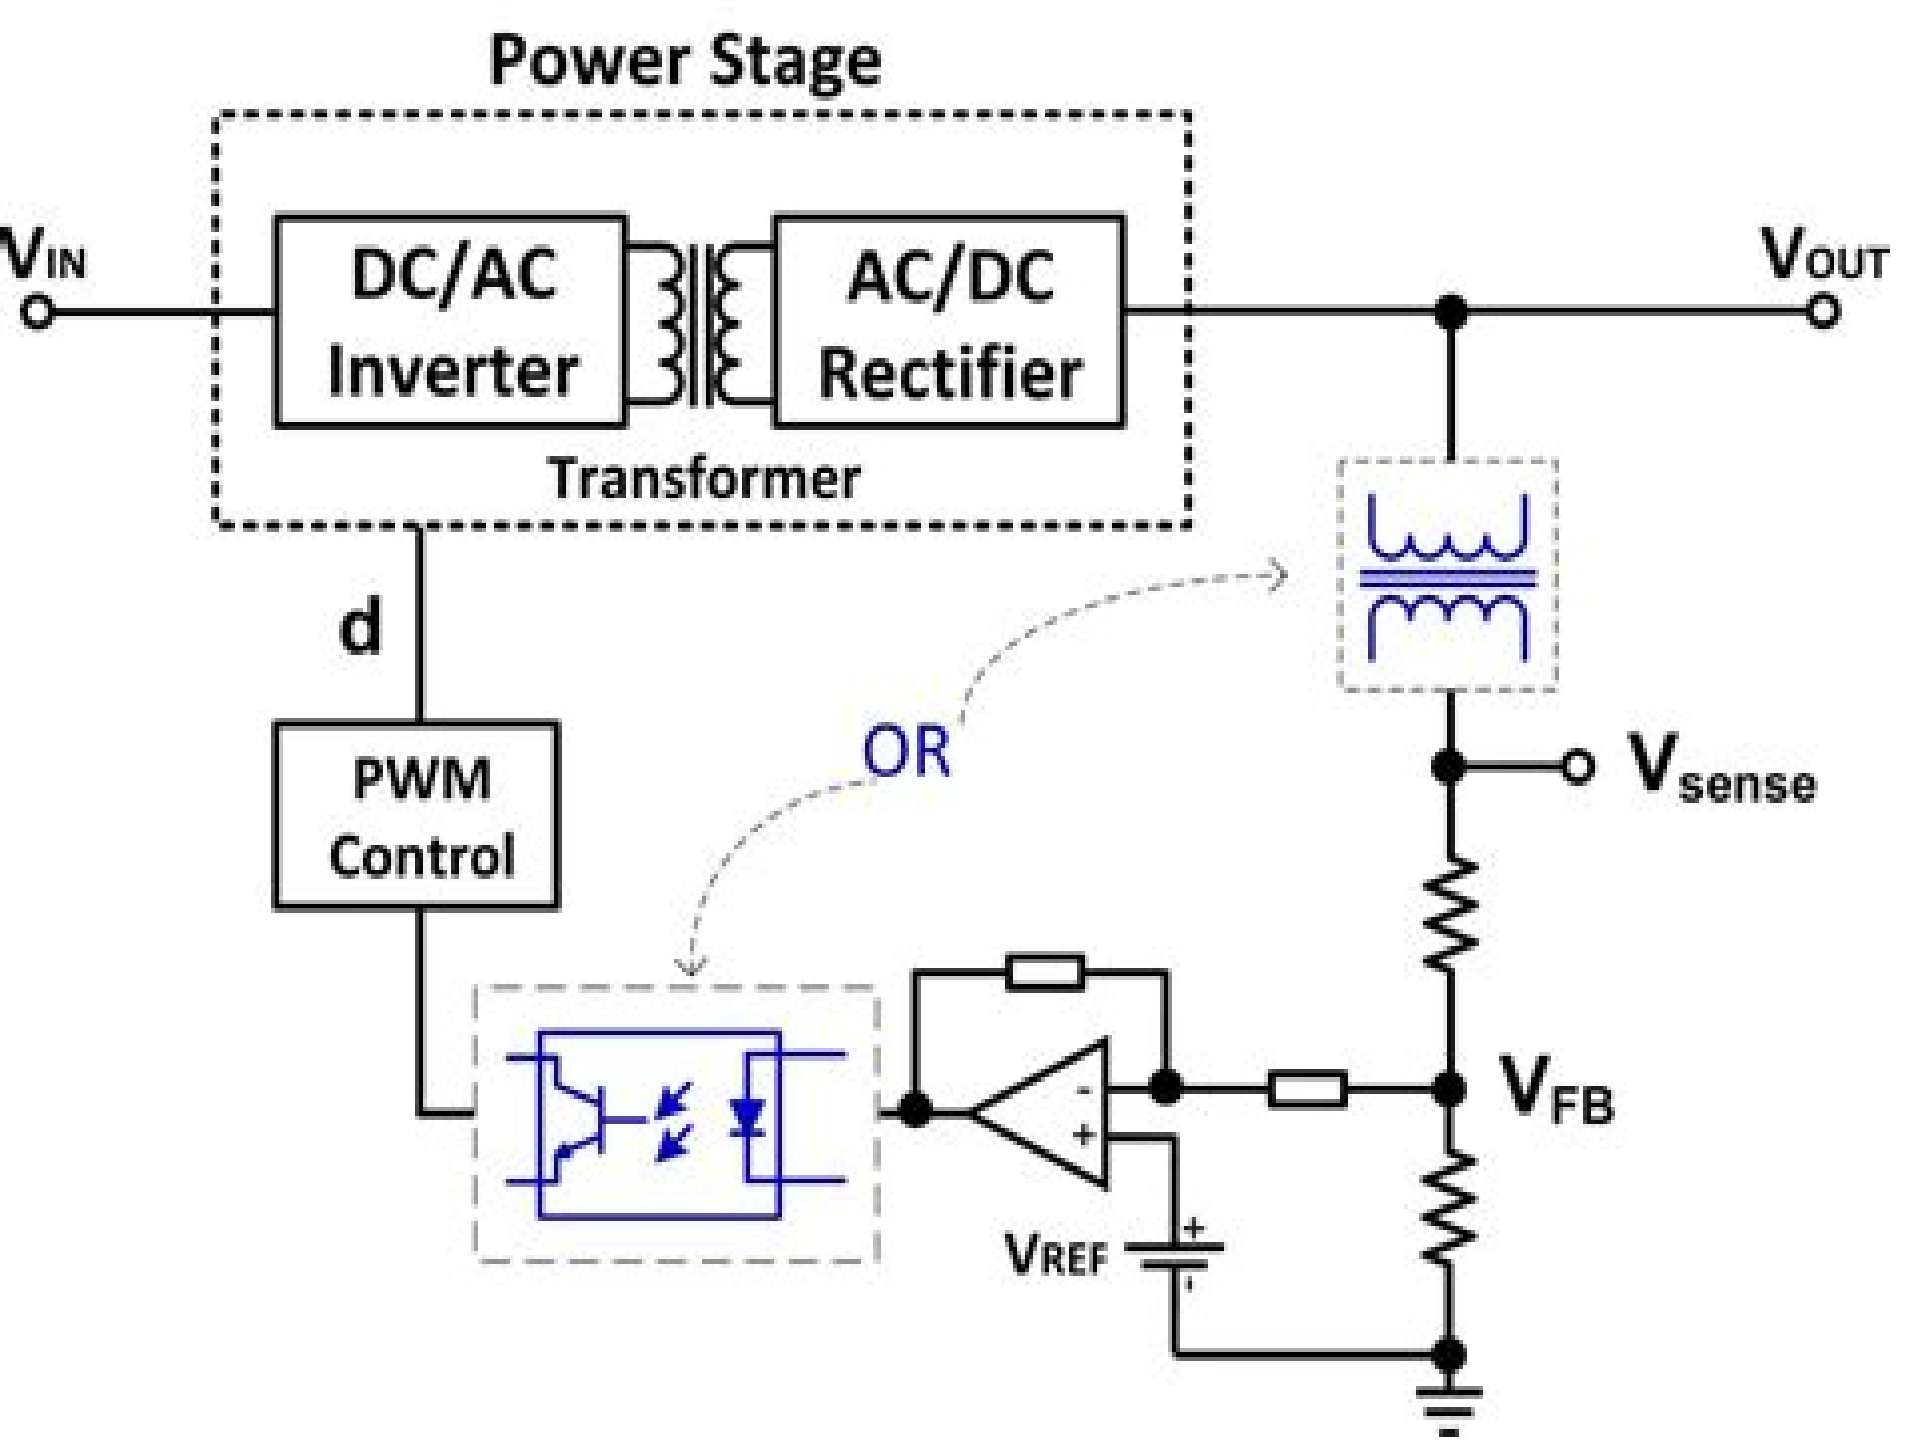 Power Stage
VIN
DC/AC
Inverter
AC/DC
Rectifier
VOUT
Transformer
d
OR
PWM
Control
Vsense
-
+
VFB
VREF
+
-